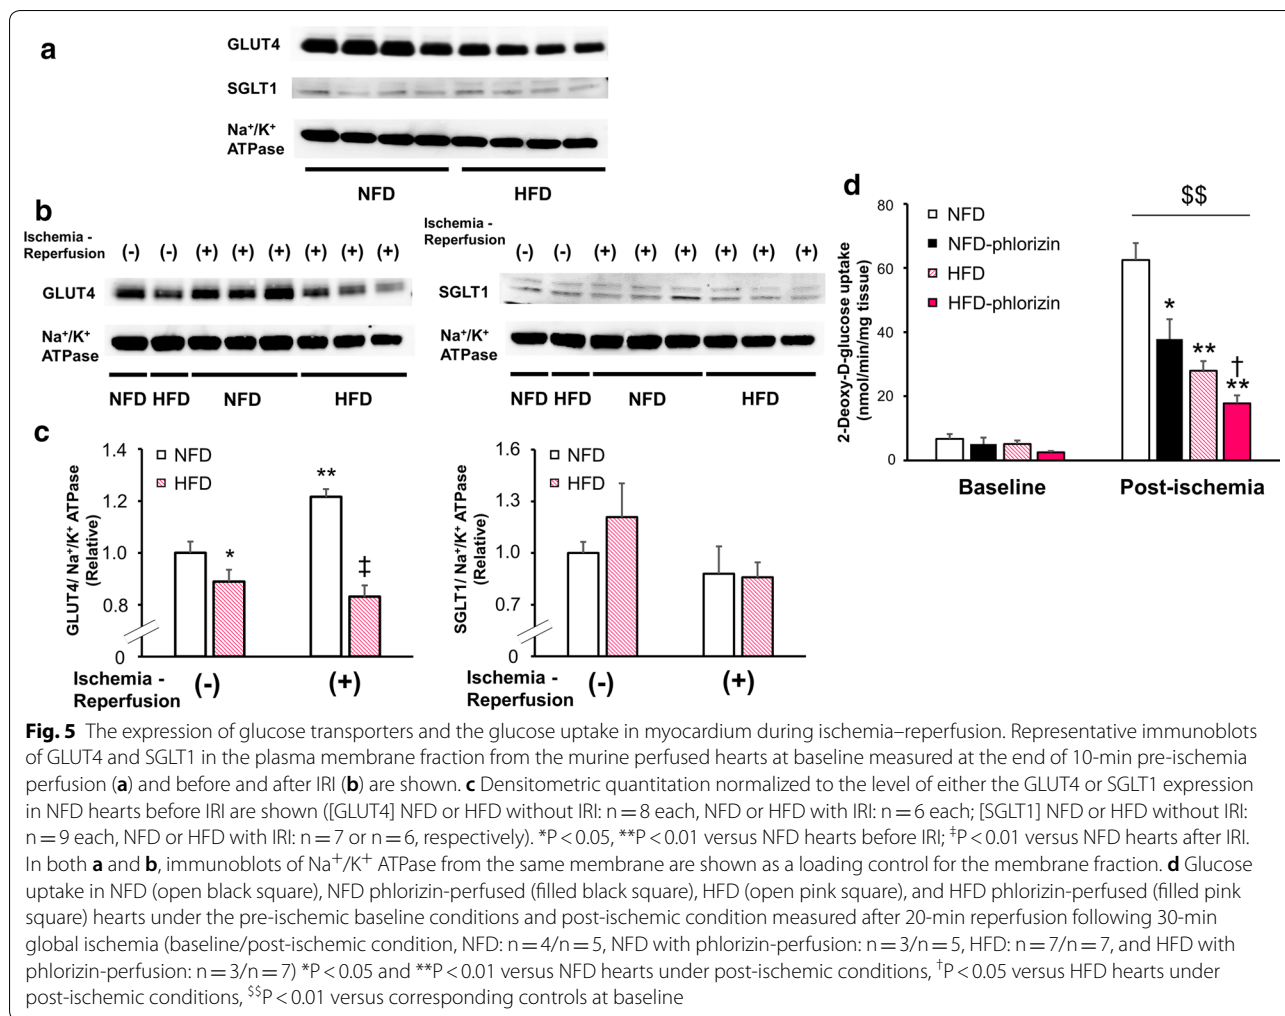 a
GLUT4
SGLT1
Na⁺/K⁺
ATPase
NFD HFD
b
Ischemia -
Reperfusion
(-) (-) (+) (+) (+) (+) (+) (+)
GLUT4
Na⁺/K⁺
ATPase
NFD HFD NFD HFD
Ischemia -
Reperfusion
(-) (-) (+) (+) (+) (+) (+) (+)
SGLT1
Na⁺/K⁺
ATPase
NFD HFD NFD HFD
c
GLUT4/ Na⁺/K⁺ ATPase
(Relative)
1.4
1.2
1.0
0.8
0
NFD
HFD
*
**
‡
Ischemia -
Reperfusion
(-) (+)
SGLT1/ Na⁺/K⁺ ATPase
(Relative)
1.6
1.3
1.0
0.7
0
NFD
HFD
Ischemia -
Reperfusion
(-) (+)
d
2-Deoxy-D-glucose uptake
(nmol/min/mg tissue)
80
60
40
20
0
NFD
NFD-phlorizin
HFD
HFD-phlorizin
$$
*
**
†
**
Baseline Post-ischemia
Fig. 5 The expression of glucose transporters and the glucose uptake in myocardium during ischemia–reperfusion. Representative immunoblots
of GLUT4 and SGLT1 in the plasma membrane fraction from the murine perfused hearts at baseline measured at the end of 10-min pre-ischemia
perfusion (a) and before and after IRI (b) are shown. c Densitometric quantitation normalized to the level of either the GLUT4 or SGLT1 expression
in NFD hearts before IRI are shown ([GLUT4] NFD or HFD without IRI: n = 8 each, NFD or HFD with IRI: n = 6 each; [SGLT1] NFD or HFD without IRI:
n = 9 each, NFD or HFD with IRI: n = 7 or n = 6, respectively). *P < 0.05, **P < 0.01 versus NFD hearts before IRI; ‡P < 0.01 versus NFD hearts after IRI.
In both a and b, immunoblots of Na⁺/K⁺ ATPase from the same membrane are shown as a loading control for the membrane fraction. d Glucose
uptake in NFD (open black square), NFD phlorizin-perfused (filled black square), HFD (open pink square), and HFD phlorizin-perfused (filled pink
square) hearts under the pre-ischemic baseline conditions and post-ischemic condition measured after 20-min reperfusion following 30-min
global ischemia (baseline/post-ischemic condition, NFD: n = 4/n = 5, NFD with phlorizin-perfusion: n = 3/n = 5, HFD: n = 7/n = 7, and HFD with
phlorizin-perfusion: n = 3/n = 7) *P < 0.05 and **P < 0.01 versus NFD hearts under post-ischemic conditions, †P < 0.05 versus HFD hearts under
post-ischemic conditions, $$P < 0.01 versus corresponding controls at baseline